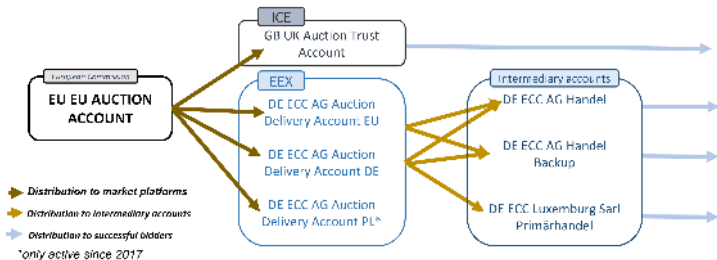 ICE
GB UK Auction Trust
Account
European Commission
EU EU AUCTION
ACCOUNT
EEX
DE ECC AG Auction
Delivery Account EU
DE ECC AG Auction
Delivery Account DE
DE ECC AG Auction
Delivery Account PL*
Intermediary accounts
DE ECC AG Handel
DE ECC AG Handel
Backup
DE ECC Luxemburg Sarl
Primärhandel
Distribution to market platforms
Distribution to intermediary accounts
Distribution to successful bidders
*only active since 2017